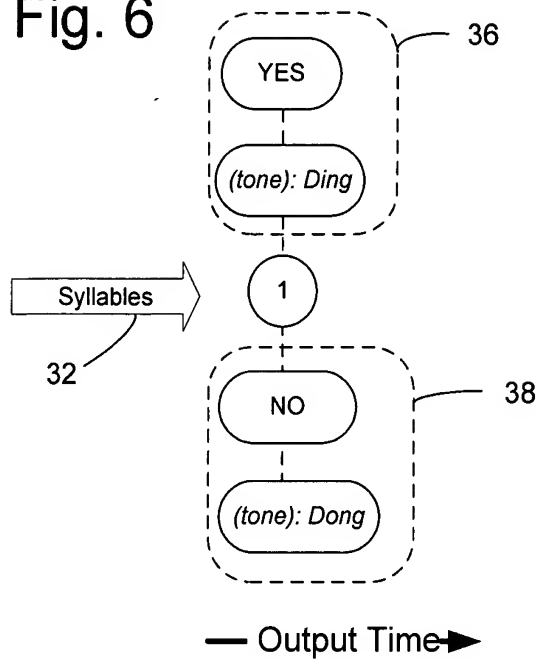 Fig. 6
36
YES
(tone): Ding
Syllables
1
32
NO
38
(tone): Dong
Output Time